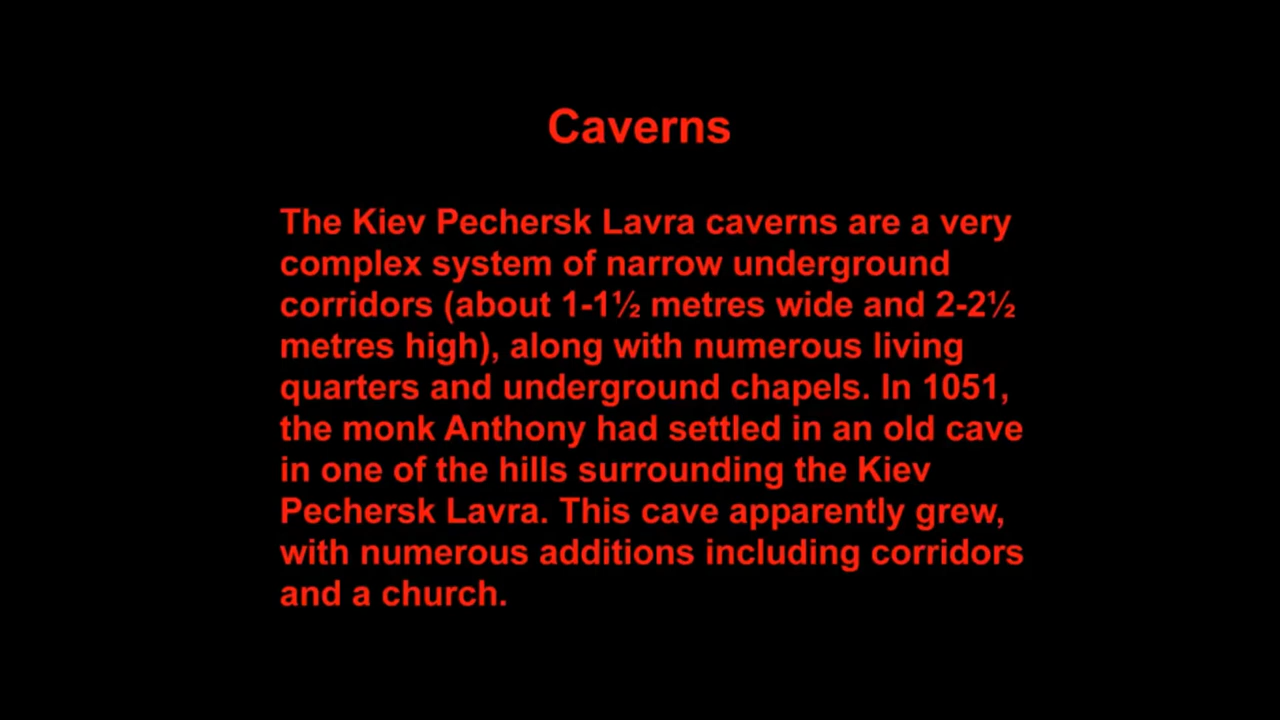 Caverns
The Kiev Pechersk Lavra caverns are a very
complex system of narrow underground
corridors (about 1-1½ metres wide and 2-2½
metres high), along with numerous living
quarters and underground chapels. In 1051,
the monk Anthony had settled in an old cave
in one of the hills surrounding the Kiev
Pechersk Lavra. This cave apparently grew,
with numerous additions including corridors
and a church.